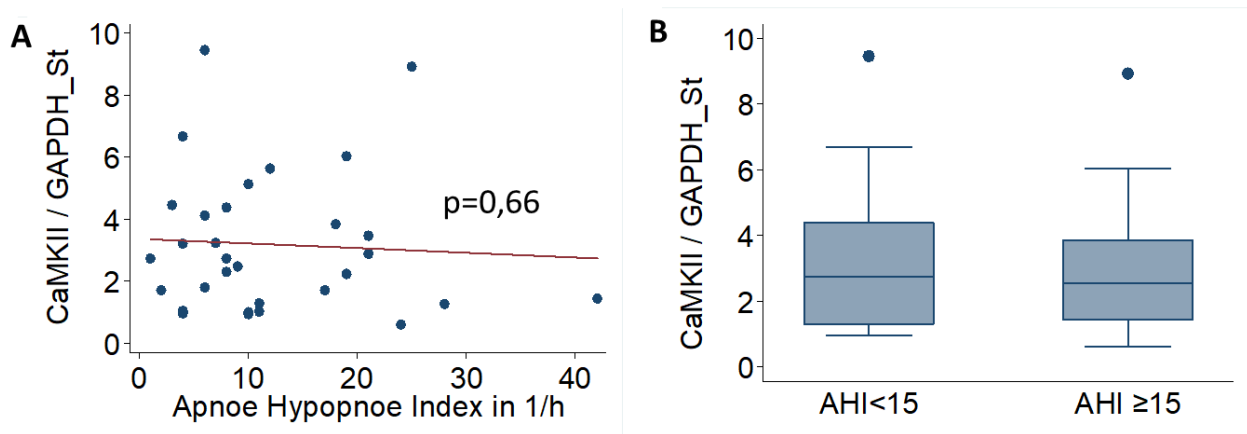 A
CaMKII / GAPDH_St
10
8
6
4
2
0
p=0,66
0 10 20 30 40
Apnoe Hypopnoe Index in 1/h
B
CaMKII / GAPDH_St
10
8
6
4
2
0
AHI<15 AHI ≥15